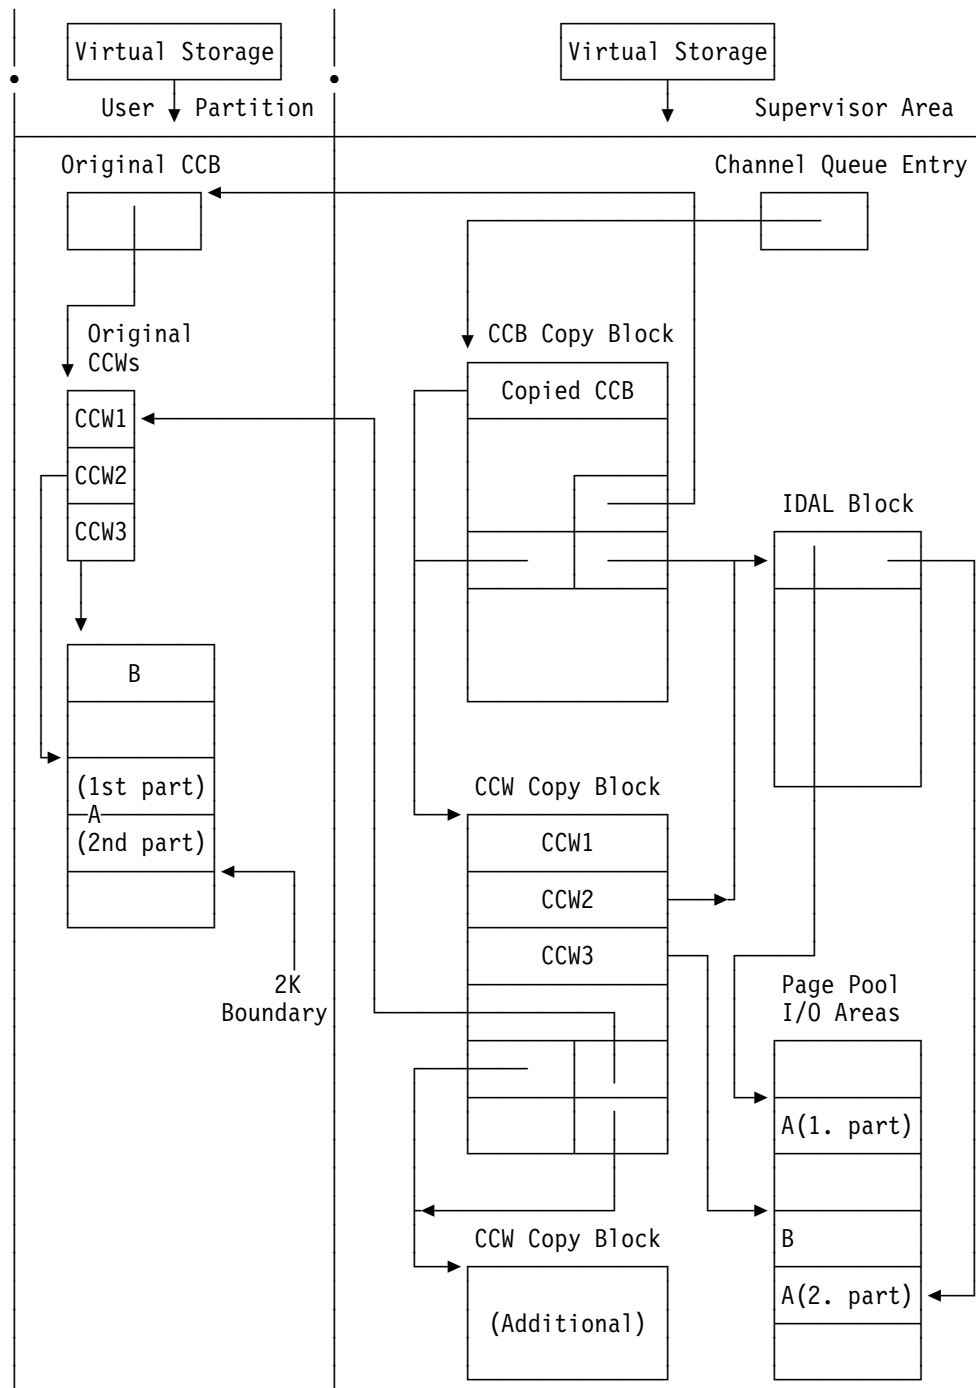 Virtual Storage
Virtual Storage
User Partition
Supervisor Area
Original CCB
Channel Queue Entry
Original
CCWs
CCB Copy Block
Copied CCB
CCW1
CCW2
CCW3
IDAL Block
B
(1st part)
A
(2nd part)
CCW Copy Block
CCW1
CCW2
CCW3
2K
Boundary
Page Pool
I/O Areas
A(1. part)
B
A(2. part)
CCW Copy Block
(Additional)